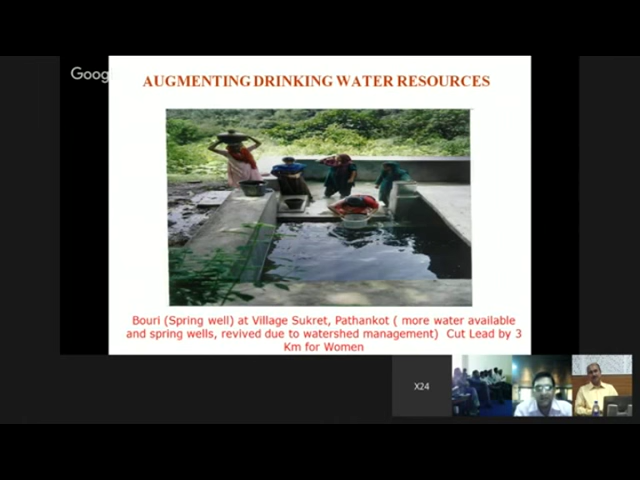 Goog
AUGMENTING DRINKING WATER RESOURCES
Bouri (Spring well) at Village Sukret, Pathankot ( more water available
and spring wells, revived due to watershed management) Cut Lead by 3
Km for Women
X24